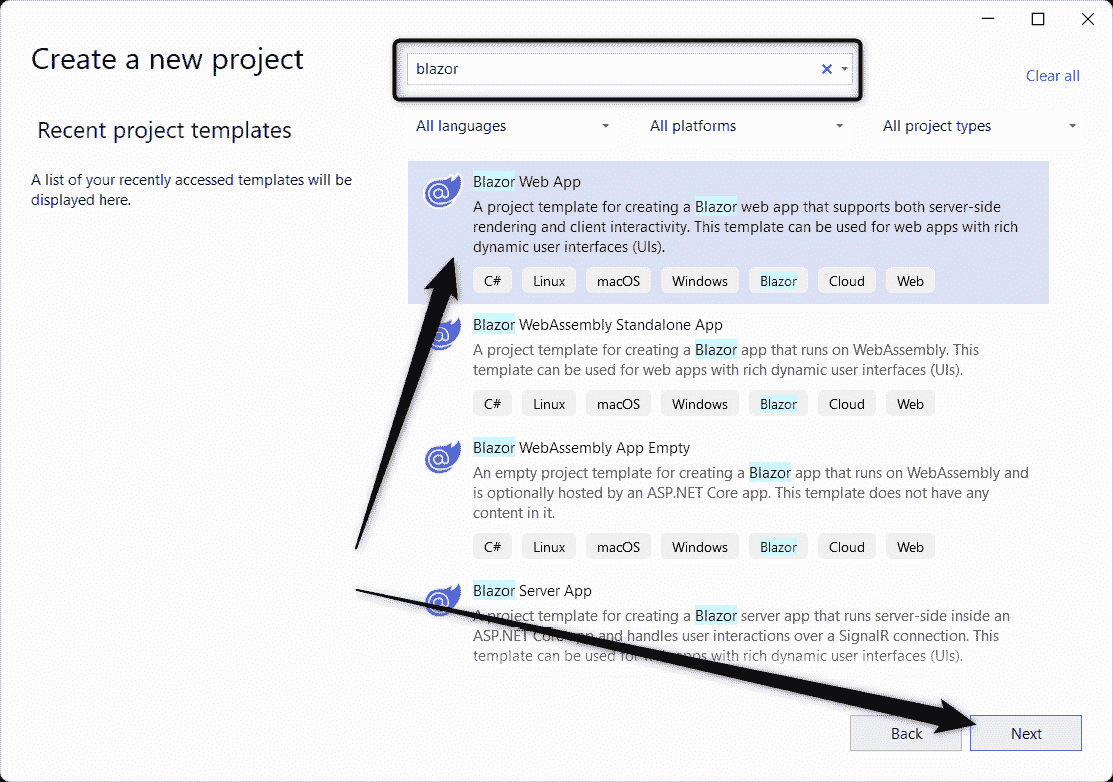 Create a new project
blazor
Clear all
Recent project templates
A list of your recently accessed templates will be
displayed here.
All languages
All platforms
All project types
Blazor Web App
A project template for creating a Blazor web app that supports both server-side
rendering and client interactivity. This template can be used for web apps with rich
dynamic user interfaces (UIs).
C# Linux macOS Windows Blazor Cloud Web
Blazor WebAssembly Standalone App
A project template for creating a Blazor app that runs on WebAssembly. This
template can be used for web apps with rich dynamic user interfaces (UIs).
C# Linux macOS Windows Blazor Cloud Web
Blazor WebAssembly App Empty
An empty project template for creating a Blazor app that runs on WebAssembly and
is optionally hosted by an ASP.NET Core app. This template does not have any
content in it.
C# Linux macOS Windows Blazor Cloud Web
Blazor Server App
A project template for creating a Blazor server app that runs server-side inside an
ASP.NET Core app and handles user interactions over a SignalR connection. This
template can be used for web apps with rich dynamic user interfaces (UIs).
Back
Next